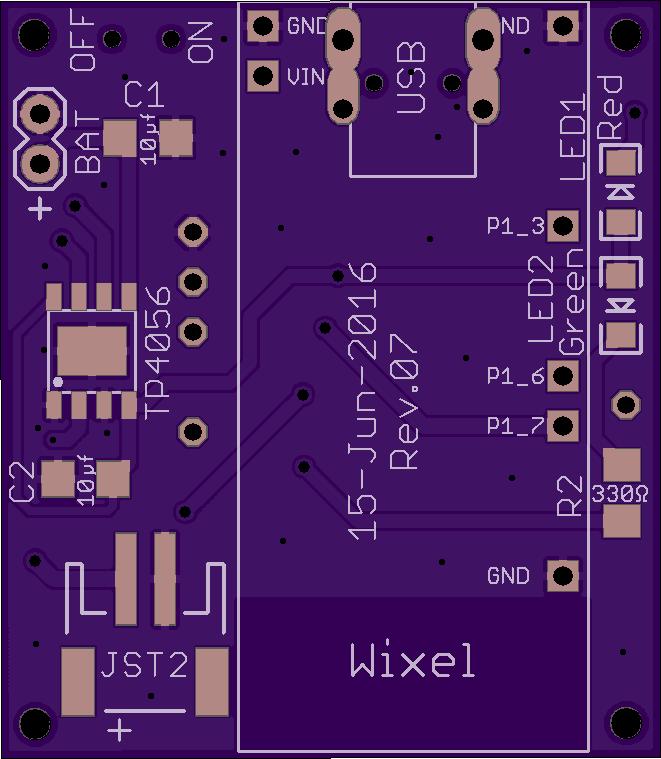 OFF
ON
GND
GND
VIN
USB
C1
10µf
BAT
+
LED1
Red
P1_3
LED2
Green
TP4056
15-Jun-2016
Rev.07
P1_6
P1_7
C2
10µf
R2
330Ω
GND
JST2
+
Wixel